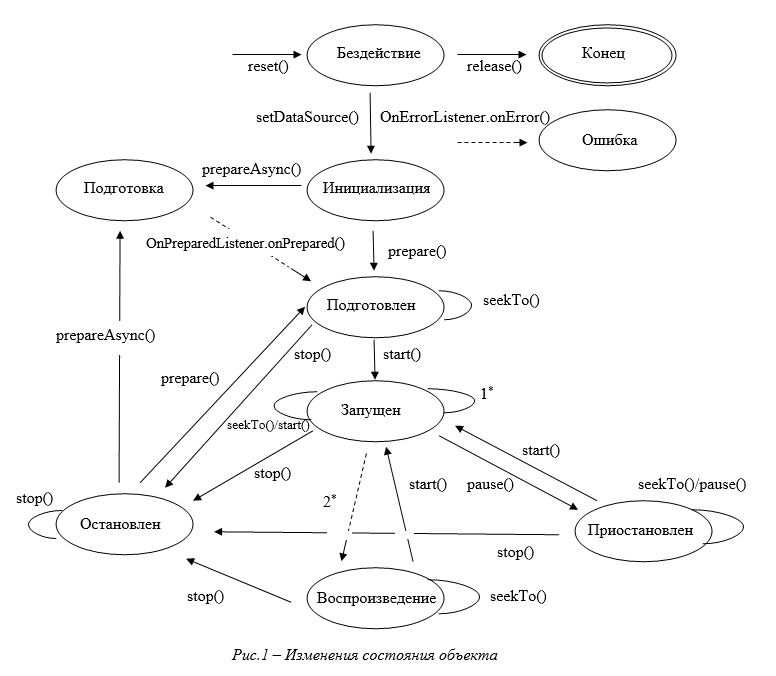 Бездействие
Конец
reset()
release()
setDataSource()
OnErrorListener.onError()
Ошибка
prepareAsync()
Подготовка
Инициализация
OnPreparedListener.onPrepared()
prepare()
Подготовлен
seekTo()
prepareAsync()
stop()
start()
prepare()
1*
Запущен
seekTo()/start()
start()
stop()
start()
pause()
seekTo()/pause()
stop()
2*
Остановлен
Приостановлен
stop()
stop()
Воспроизведение
seekTo()
Рис.1 – Изменения состояния объекта